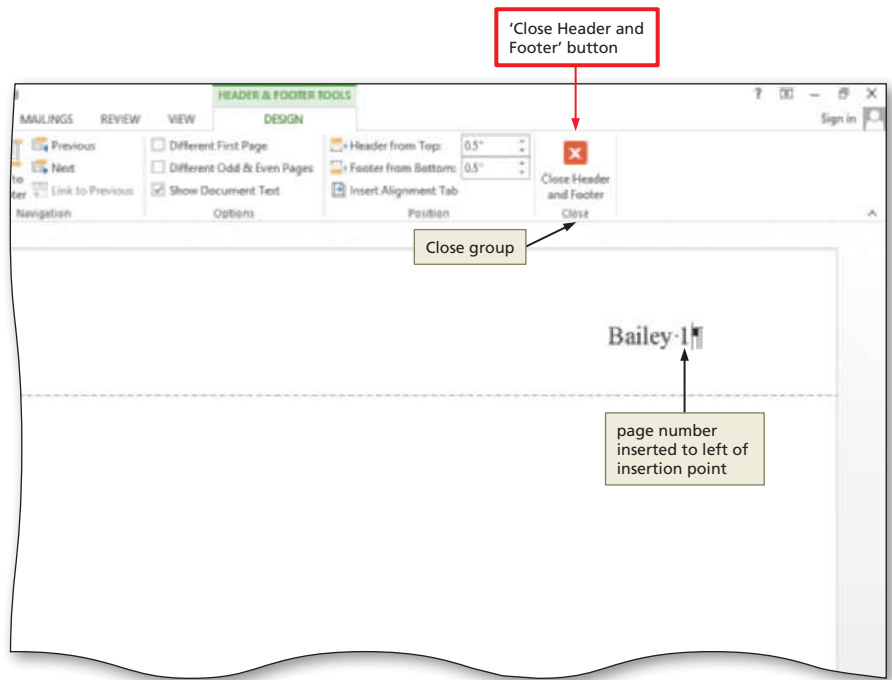 'Close Header and
Footer' button
HEADER & FOOTER TOOLS
?
MAILINGS REVIEW VIEW DESIGN Sign in
Previous Different First Page Header from Top: 0.5"
Next Different Odd & Even Pages Footer from Bottom: 0.5"
Link to Previous Show Document Text Insert Alignment Tab
Close Header
and Footer
Navigation Options Position Close
Close group
Bailey·1¶
page number
inserted to left of
insertion point